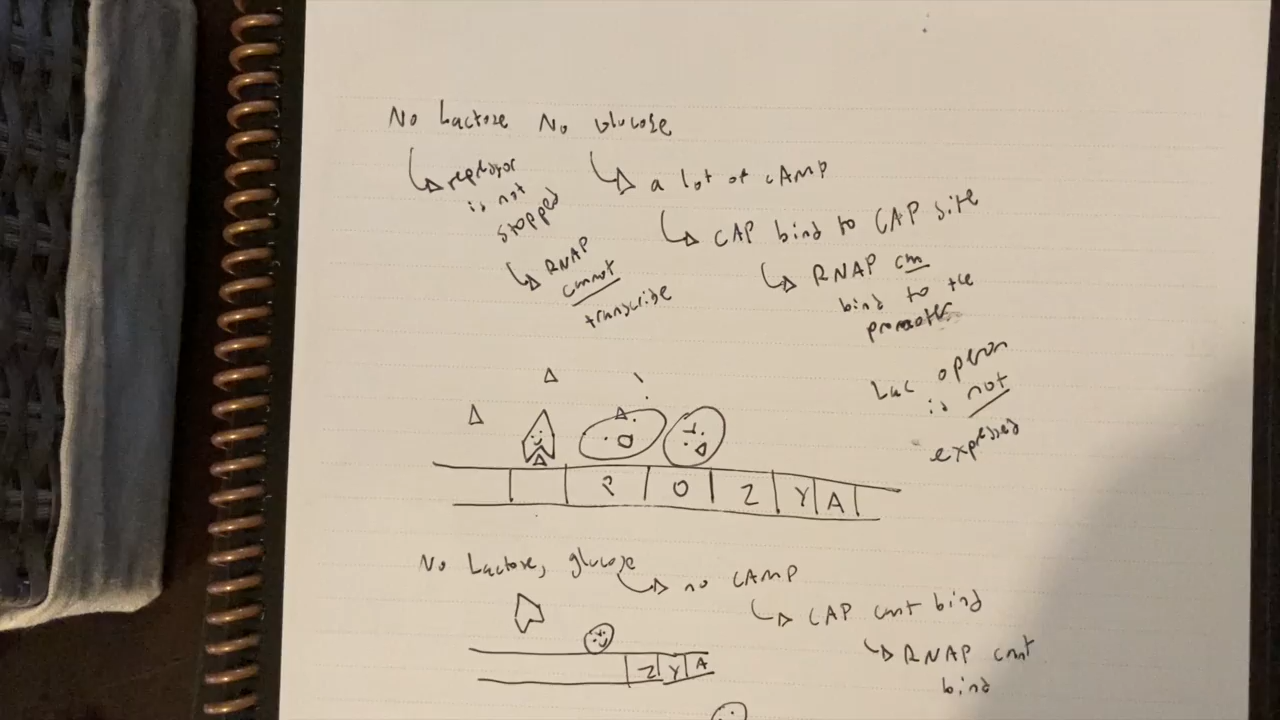 No Lactose No Glucose
repressor
is not
stopped
a lot of cAMP
CAP bind to CAP site
RNAP
cannot
transcribe
RNAP can
bind to the
promoter
Lac operon
is not
expressed
P O Z Y A
No Lactose, glucose
no cAMP
CAP cant bind
RNAP cant
bind
Z Y A